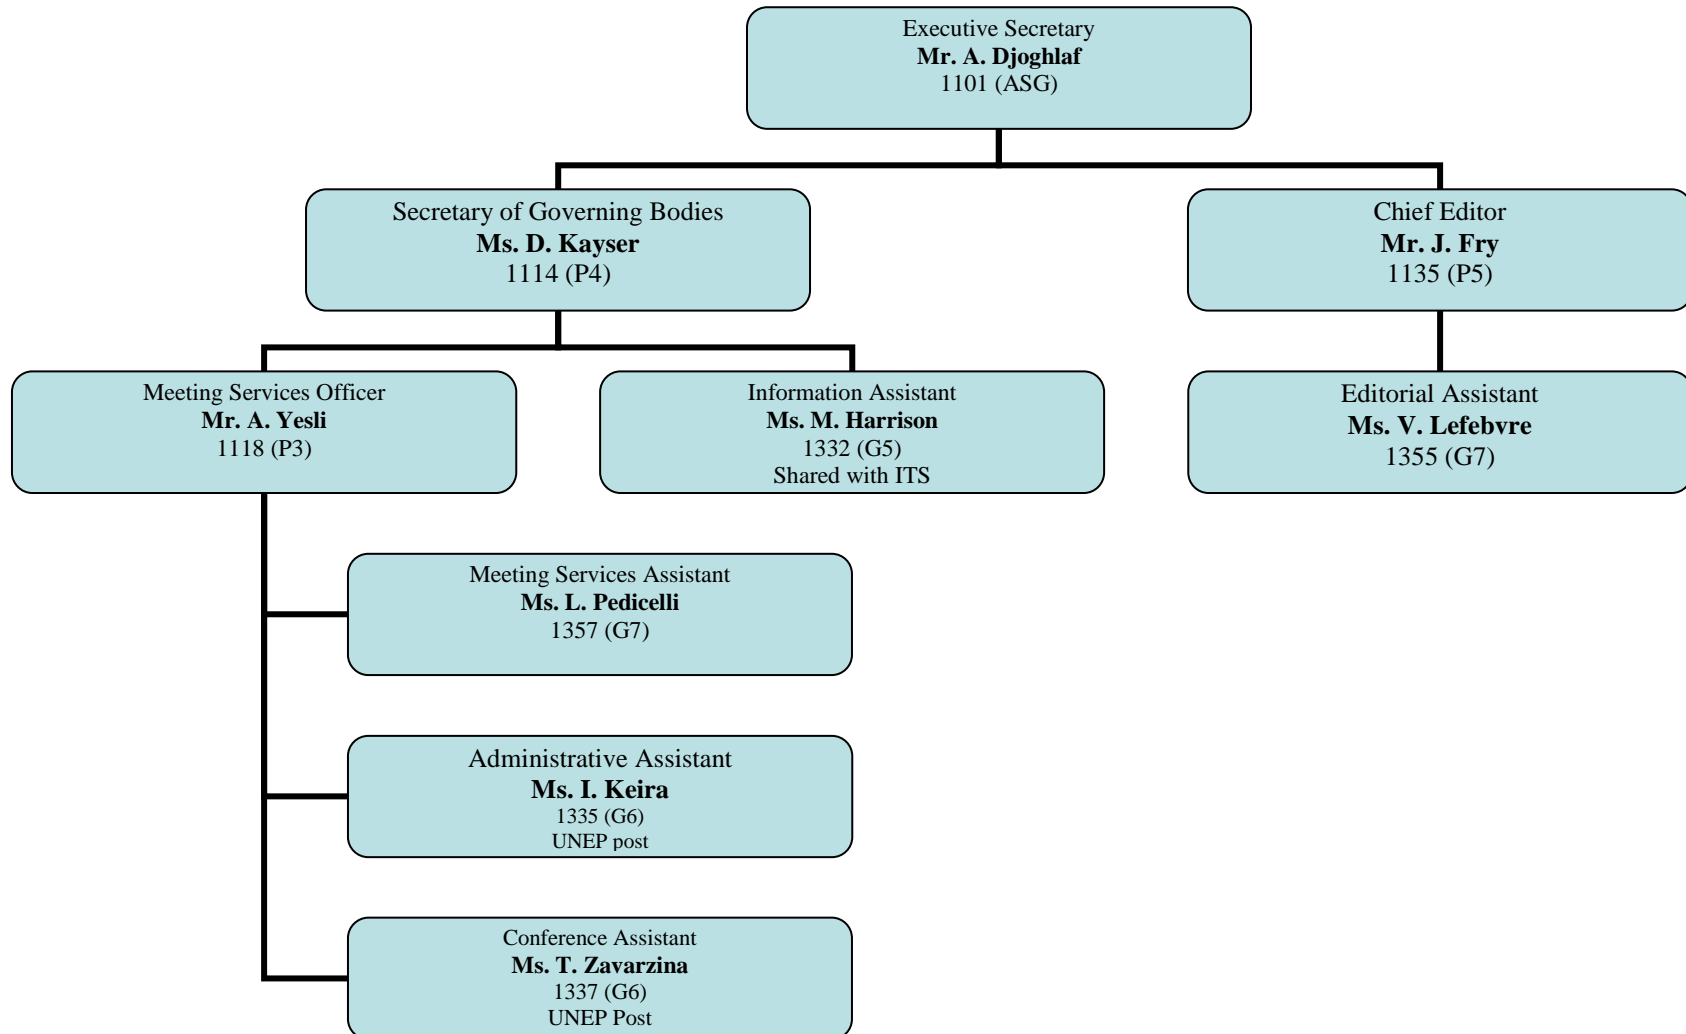 Executive Secretary
Mr. A. Djoghlaf
1101 (ASG)
Secretary of Governing Bodies
Ms. D. Kayser
1114 (P4)
Chief Editor
Mr. J. Fry
1135 (P5)
Meeting Services Officer
Mr. A. Yesli
1118 (P3)
Information Assistant
Ms. M. Harrison
1332 (G5)
Shared with ITS
Editorial Assistant
Ms. V. Lefebvre
1355 (G7)
Meeting Services Assistant
Ms. L. Pedicelli
1357 (G7)
Administrative Assistant
Ms. I. Keira
1335 (G6)
UNEP post
Conference Assistant
Ms. T. Zavarzina
1337 (G6)
UNEP Post